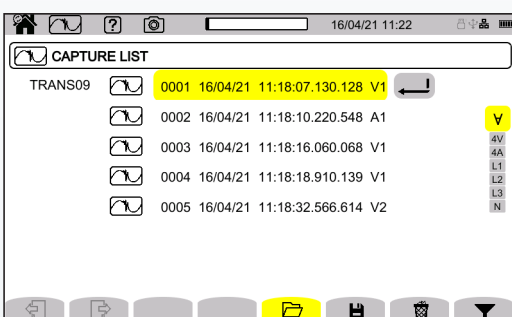 ? 16/04/21 11:22
CAPTURE LIST
TRANS09 0001 16/04/21 11:18:07.130.128 V1
0002 16/04/21 11:18:10.220.548 A1
0003 16/04/21 11:18:16.060.068 V1
0004 16/04/21 11:18:18.910.139 V1
0005 16/04/21 11:18:32.566.614 V2
∀
4V
4A
L1
L2
L3
N